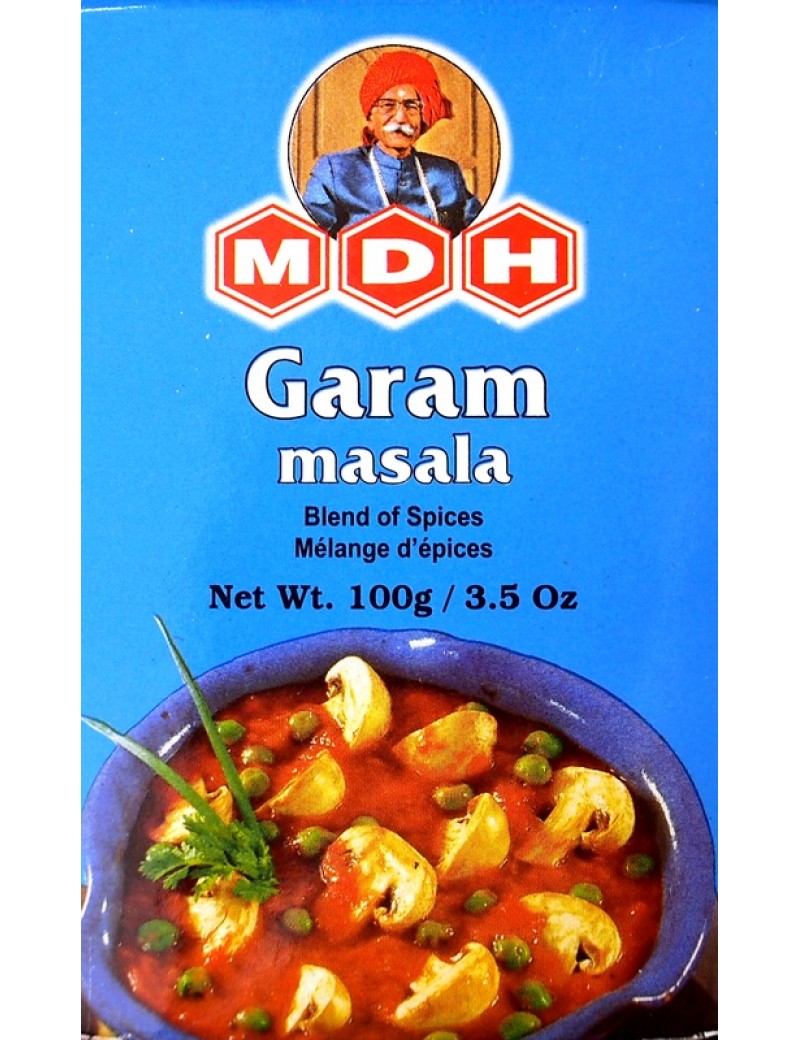 MDH
Garam
masala
Blend of Spices
Mélange d'épices
Net Wt. 100g / 3.5 Oz